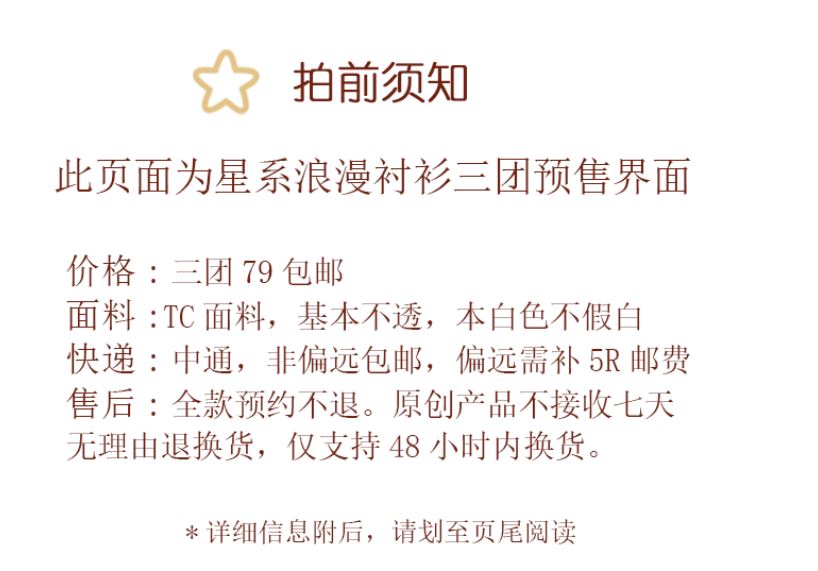 拍前须知
此页面为星系浪漫衬衫三团预售界面
价格：三团 79 包邮
面料：TC 面料，基本不透，本白色不假白
快递：中通，非偏远包邮，偏远需补 5R 邮费
售后：全款预约不退。原创产品不接收七天
无理由退换货，仅支持 48 小时内换货。
*详细信息附后，请划至页尾阅读